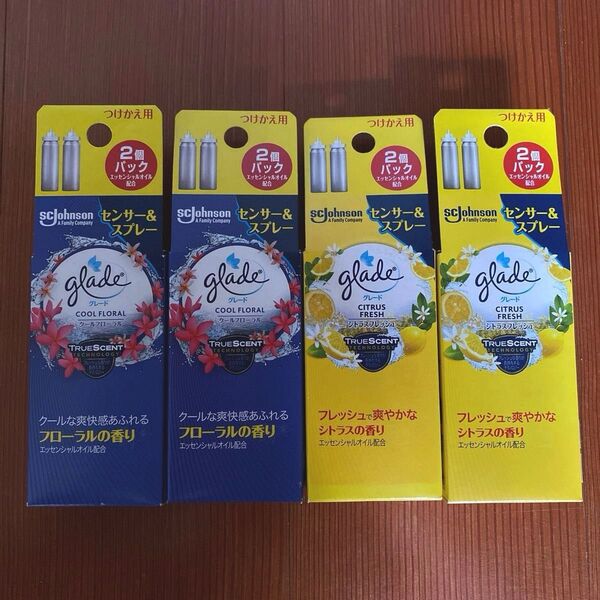 つけかえ用
2個
パック
エッセンシャルオイル
配合
SCJohnson
A Family Company
センサー&
スプレー
glade
グレード
COOL FLORAL
クールフローラル
TRUESCENT
TECHNOLOGY
クールな爽快感あふれる
フローラルの香り
エッセンシャルオイル配合
つけかえ用
2個
パック
エッセンシャルオイル
配合
SCJohnson
A Family Company
センサー&
スプレー
glade
グレード
COOL FLORAL
クールフローラル
TRUESCENT
TECHNOLOGY
クールな爽快感あふれる
フローラルの香り
エッセンシャルオイル配合
つけかえ用
2個
パック
エッセンシャルオイル
配合
SCJohnson
A Family Company
センサー&
スプレー
glade
グレード
CITRUS
FRESH
シトラスフレッシュ
TRUESCENT
TECHNOLOGY
フレッシュで爽やかな
シトラスの香り
エッセンシャルオイル配合
つけかえ用
2個
パック
エッセンシャルオイル
配合
SCJohnson
A Family Company
センサー&
スプレー
glade
グレード
CITRUS
FRESH
シトラスフレッシュ
TRUESCENT
TECHNOLOGY
フレッシュで爽やかな
シトラスの香り
エッセンシャルオイル配合